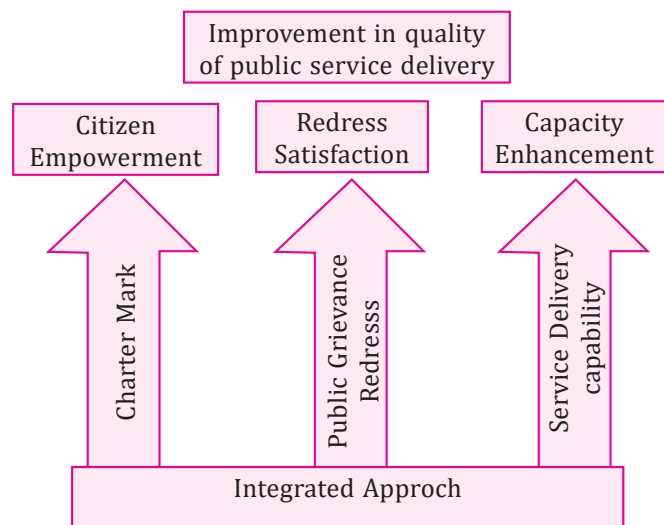 Improvement in quality
of public service delivery
Citizen
Empowerment
Redress
Satisfaction
Capacity
Enhancement
Charter Mark
Public Grievance
Redresss
Service Delivery
capability
Integrated Approch